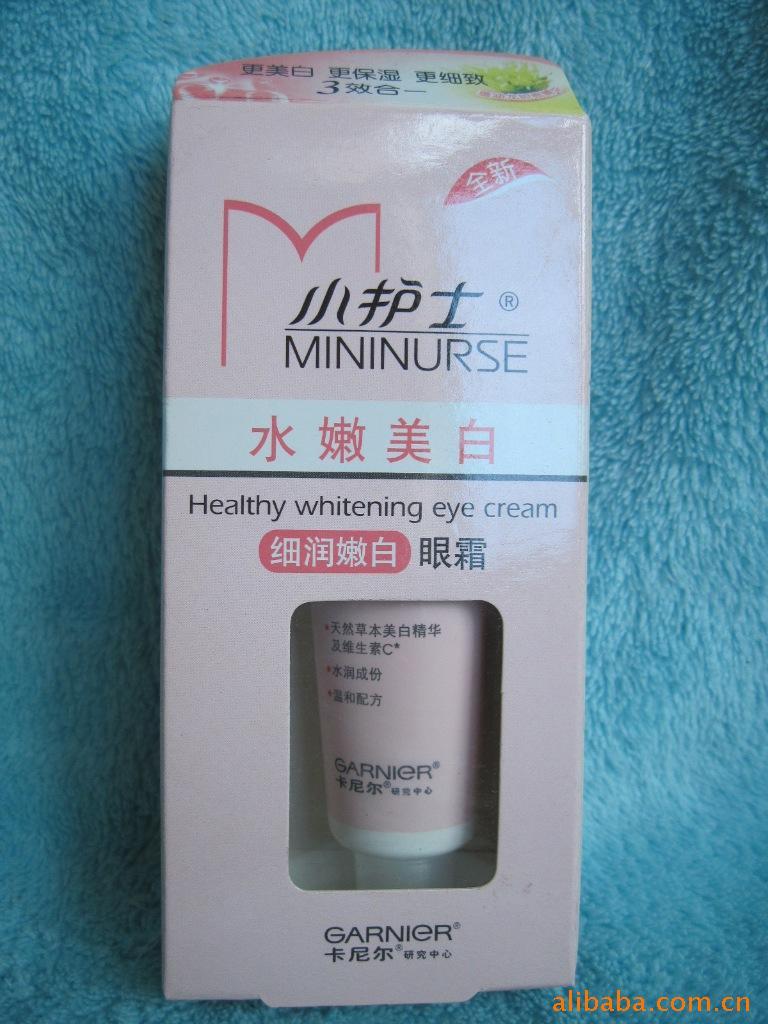 更美白 更保湿 更细致
3效合一
全新
小护士®
MININURSE
水嫩美白
Healthy whitening eye cream
细润嫩白 眼霜
天然草本美白精华
及维生素C*
水润成份
温和配方
GARNIER®
卡尼尔®研究中心
GARNIER®
卡尼尔®研究中心
alibaba.com.cn